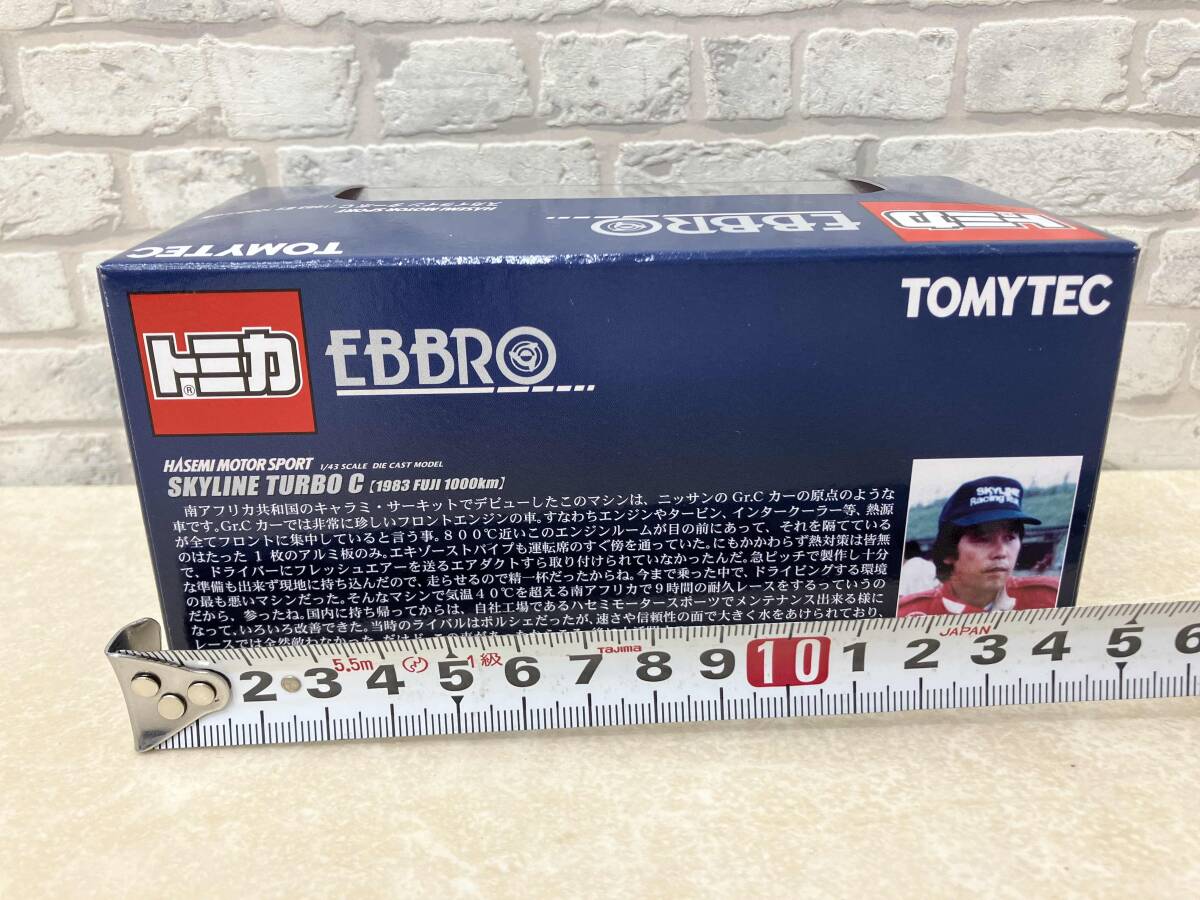 HASEMI MOTOR SPORT
TOMYTEC
EBBRO
トミカ
TOMYTEC
トミカ®
EBBRO
HASEMI MOTOR SPORT 1/43 SCALE DIE CAST MODEL
SKYLINE TURBO C [1983 FUJI 1000km]
南アフリカ共和国のキャラミ・サーキットでデビューしたこのマシンは、ニッサンの Gr.C カーの原点のような
車です。Gr.C カーでは非常に珍しいフロントエンジンの車。すなわちエンジンやタービン、インタークーラー等、熱源
が全てフロントに集中していると言う事。８００℃近いこのエンジンルームが目の前にあって、それを隔てている
のはたった１枚のアルミ板のみ。エキゾーストパイプも運転席のすぐ傍を通っていた。にもかかわらず熱対策は皆無
で、ドライバーにフレッシュエアーを送るエアダクトすら取り付けられていなかったんだ。急ピッチで製作し十分
な準備も出来ず現地に持ち込んだので、走らせるので精一杯だったからね。今まで乗った中で、ドライビングする環境
の最も悪いマシンだった。そんなマシンで気温４０℃を超える南アフリカで９時間の耐久レースをするっていうの
だから、参ったね。国内に持ち帰ってからは、自社工場であるハセミモータースポーツでメンテナンス出来る様に
なって、いろいろ改善できた。当時のライバルはポルシェだったが、速さや信頼性の面で大きく水をあけられており、
SKYLINE
Racing Team
5.5m 1級 Tajima JAPAN
2 3 4 5 6 7 8 9 10 1 2 3 4 5 6